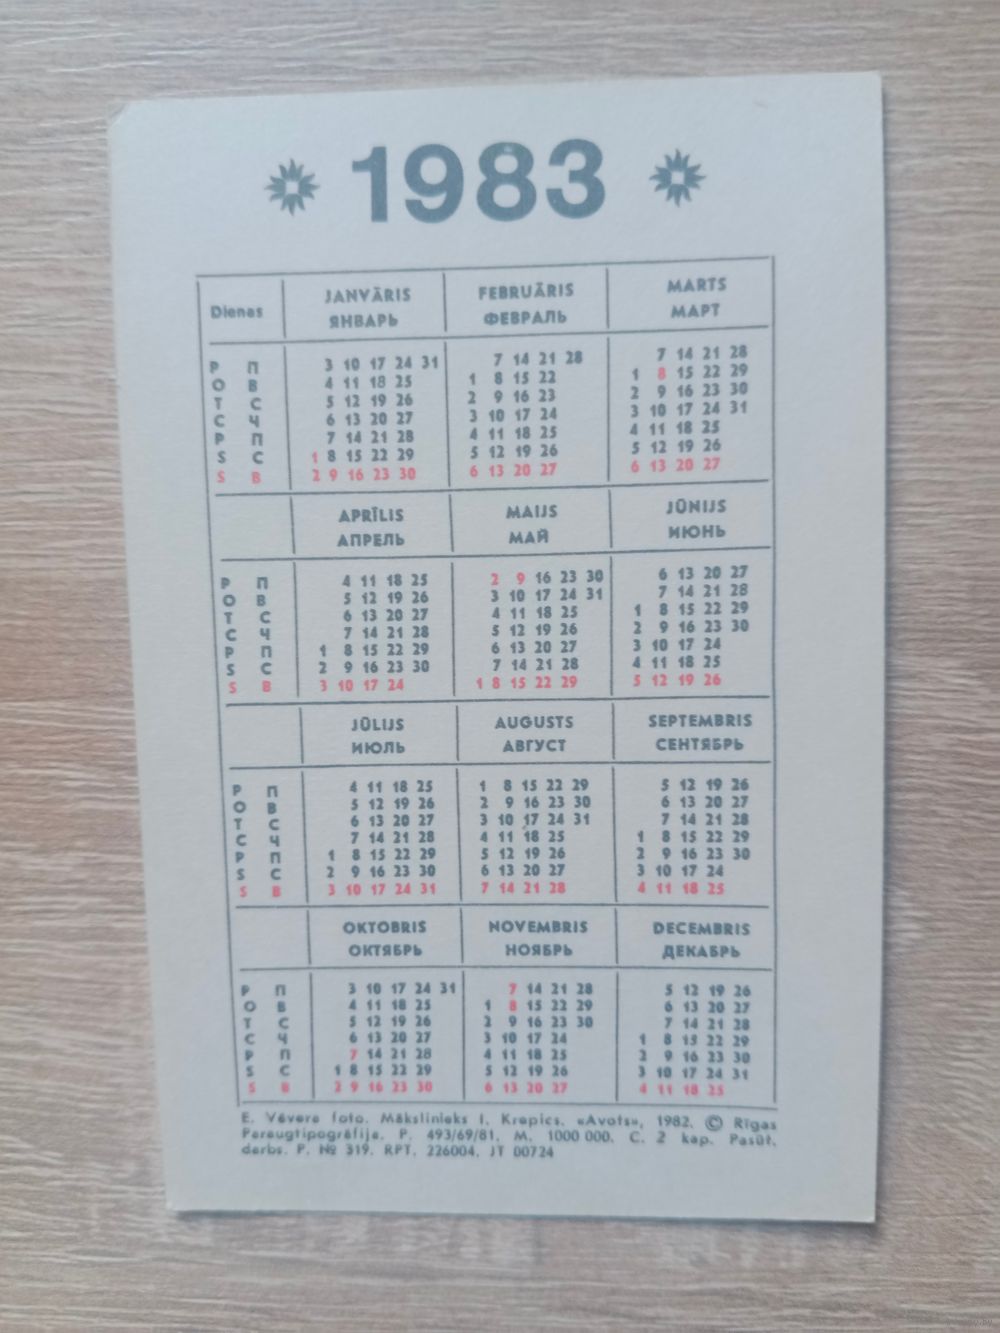 1983
Dienas JANVĀRIS FEBRUĀRIS MARTS
ЯНВАРЬ ФЕВРАЛЬ МАРТ
P П 3 10 17 24 31 7 14 21 28 7 14 21 28
O В 4 11 18 25 1 8 15 22 1 8 15 22 29
T С 5 12 19 26 2 9 16 23 2 9 16 23 30
C Ч 6 13 20 27 3 10 17 24 3 10 17 24 31
P П 7 14 21 28 4 11 18 25 4 11 18 25
S С 1 8 15 22 29 5 12 19 26 5 12 19 26
S В 2 9 16 23 30 6 13 20 27 6 13 20 27
APRĪLIS MAIJS JŪNIJS
АПРЕЛЬ МАЙ ИЮНЬ
P П 4 11 18 25 2 9 16 23 30 6 13 20 27
O В 5 12 19 26 3 10 17 24 31 7 14 21 28
T С 6 13 20 27 4 11 18 25 1 8 15 22 29
C Ч 7 14 21 28 5 12 19 26 2 9 16 23 30
P П 1 8 15 22 29 6 13 20 27 3 10 17 24
S С 2 9 16 23 30 7 14 21 28 4 11 18 25
S В 3 10 17 24 1 8 15 22 29 5 12 19 26
JŪLIJS AUGUSTS SEPTEMBRIS
ИЮЛЬ АВГУСТ СЕНТЯБРЬ
P П 4 11 18 25 1 8 15 22 29 5 12 19 26
O В 5 12 19 26 2 9 16 23 30 6 13 20 27
T С 6 13 20 27 3 10 17 24 31 7 14 21 28
C Ч 7 14 21 28 4 11 18 25 1 8 15 22 29
P П 1 8 15 22 29 5 12 19 26 2 9 16 23 30
S С 2 9 16 23 30 6 13 20 27 3 10 17 24
S В 3 10 17 24 31 7 14 21 28 4 11 18 25
OKTOBRIS NOVEMBRIS DECEMBRIS
ОКТЯБРЬ НОЯБРЬ ДЕКАБРЬ
P П 3 10 17 24 31 7 14 21 28 5 12 19 26
O В 4 11 18 25 1 8 15 22 29 6 13 20 27
T С 5 12 19 26 2 9 16 23 30 7 14 21 28
C Ч 6 13 20 27 3 10 17 24 1 8 15 22 29
P П 7 14 21 28 4 11 18 25 2 9 16 23 30
S С 1 8 15 22 29 5 12 19 26 3 10 17 24 31
S В 2 9 16 23 30 6 13 20 27 4 11 18 25
E. Vēvere foto. Mākslinieks I. Krepics. «Avots», 1982. © Rīgas
Paraugtipogrāfija. P. 493/69/81. M. 1000 000. C. 2 kap. Pasūt.
darbs. P. № 319. RPT. 226004. JT 00724